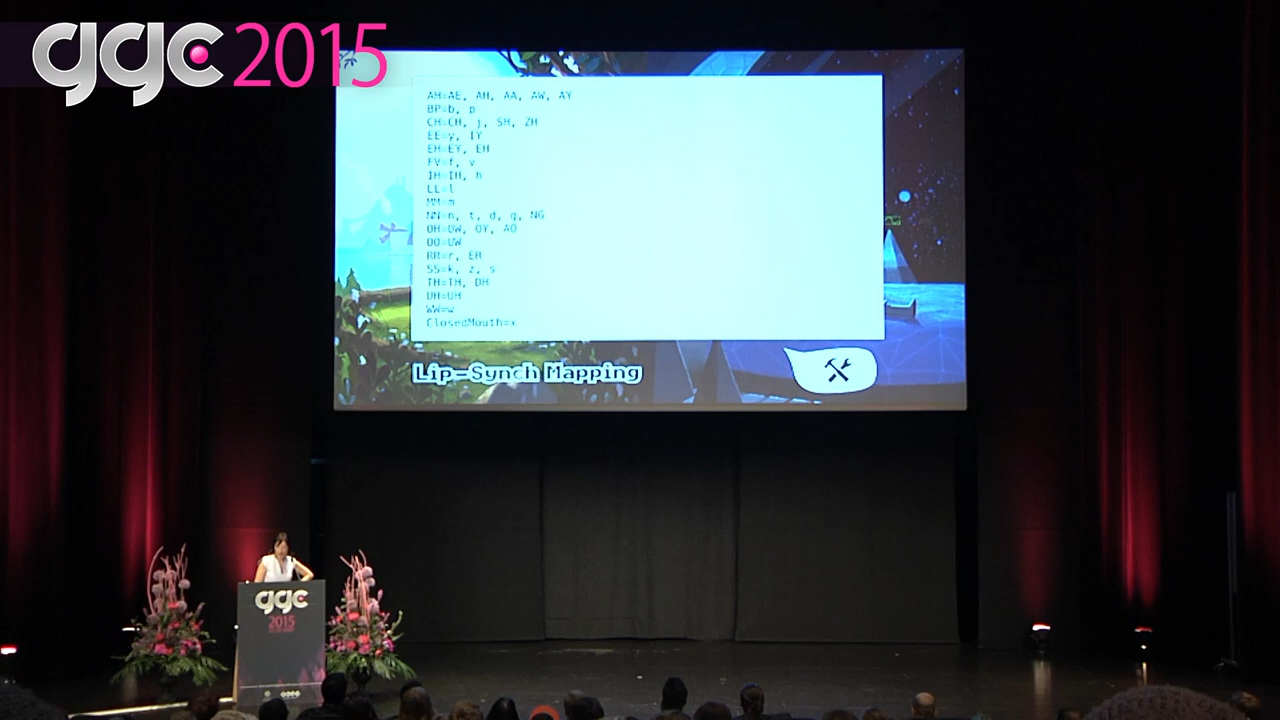 ggc 2015
AH=AE, AH, AA, AW, AY
BP=b, p
CH=CH, j, SH, ZH
EE=y, IY
EH=EY, EH
FV=f, v
IH=IH, h
LL=l
MM=m
NN=n, t, d, g, NG
OH=OW, OY, AO
OO=UW
RR=r, ER
SS=k, z, s
TH=TH, DH
UH=UH
WW=w
ClosedMouth=x
Lip-Synch Mapping
ggc
2015